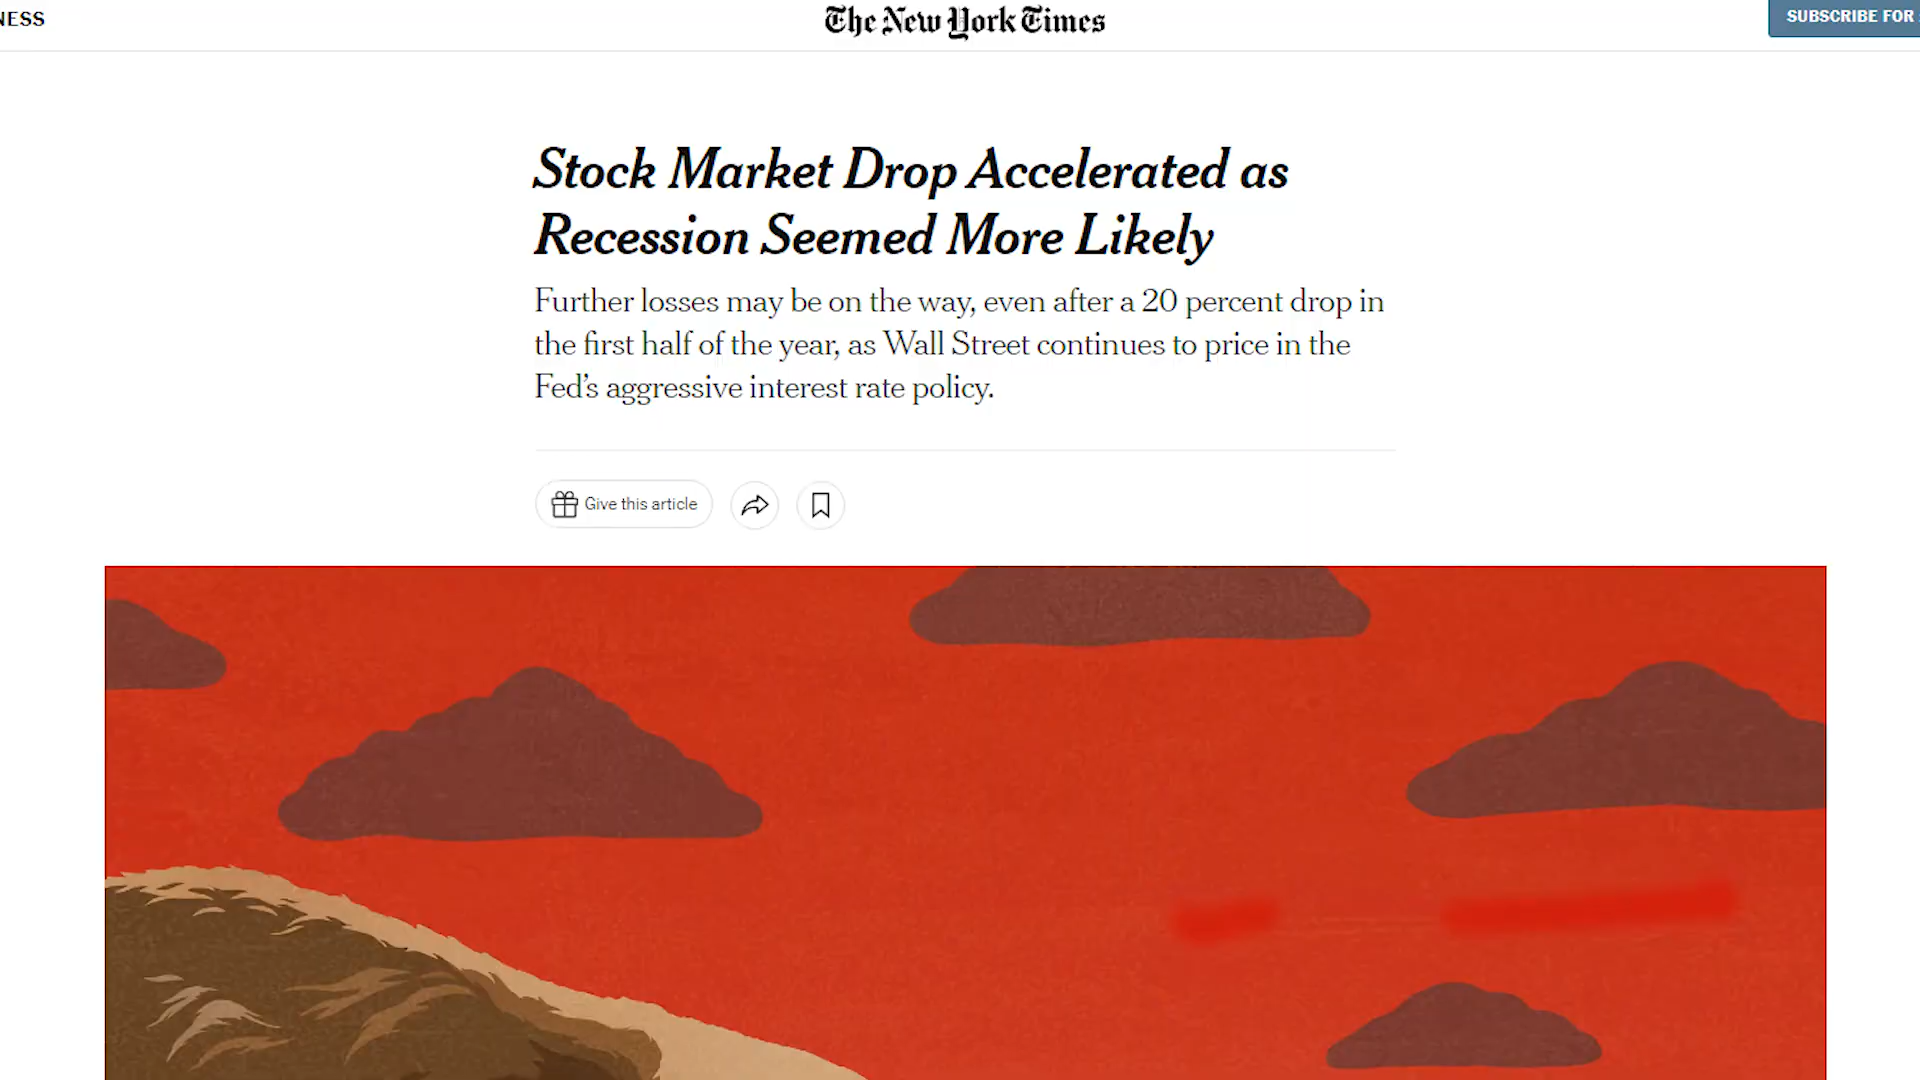 NESS
The New York Times
SUBSCRIBE FOR
Stock Market Drop Accelerated as
Recession Seemed More Likely
Further losses may be on the way, even after a 20 percent drop in
the first half of the year, as Wall Street continues to price in the
Fed’s aggressive interest rate policy.
Give this article